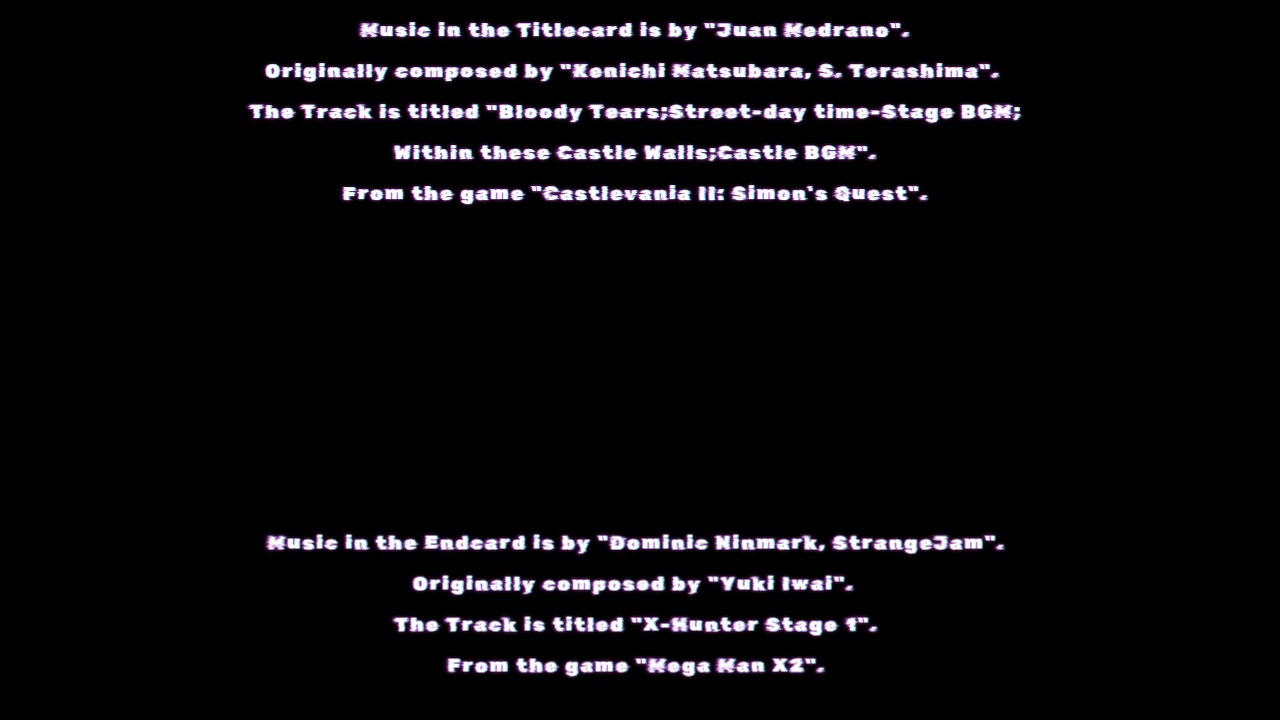 Music in the Titlecard is by "Juan Medrano".
Originally composed by "Kenichi Matsubara, S. Terashima".
The Track is titled "Bloody Tears;Street-day time-Stage BGM;
Within these Castle Walls;Castle BGM".
From the game "Castlevania II: Simon's Quest".
Music in the Endcard is by "Dominic Ninmark, StrangeJam".
Originally composed by "Yuki Iwai".
The Track is titled "X-Hunter Stage 1".
From the game "Mega Man X2".